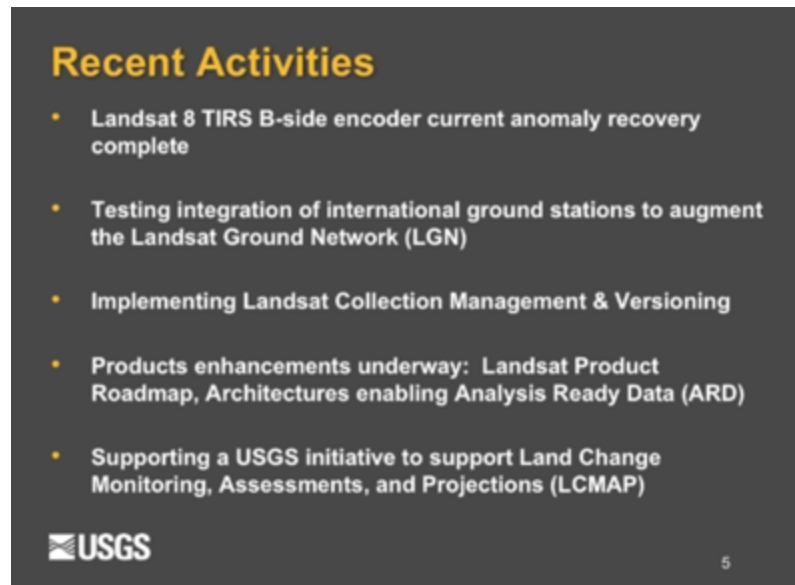 Recent Activities
• Landsat 8 TIRS B-side encoder current anomaly recovery
complete
• Testing integration of international ground stations to augment
the Landsat Ground Network (LGN)
• Implementing Landsat Collection Management & Versioning
• Products enhancements underway: Landsat Product
Roadmap, Architectures enabling Analysis Ready Data (ARD)
• Supporting a USGS initiative to support Land Change
Monitoring, Assessments, and Projections (LCMAP)
USGS
5